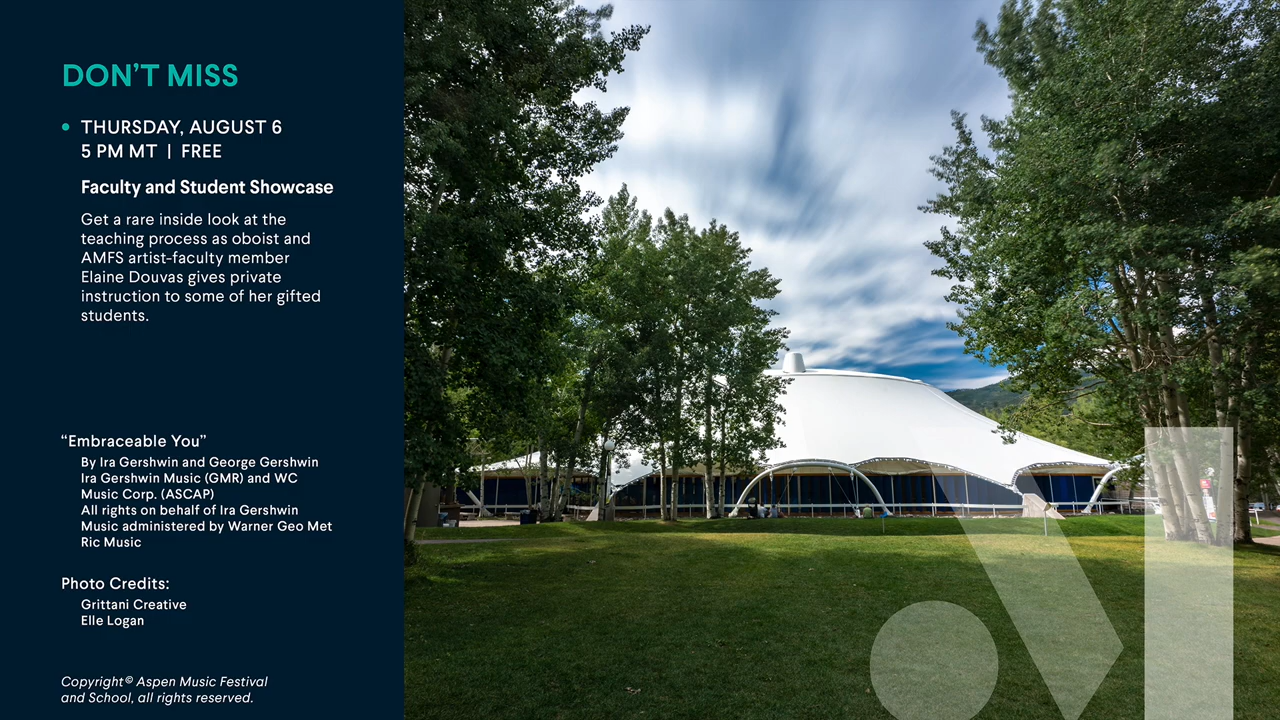 DON’T MISS
THURSDAY, AUGUST 6
5 PM MT | FREE
Faculty and Student Showcase
Get a rare inside look at the
teaching process as oboist and
AMFS artist-faculty member
Elaine Douvas gives private
instruction to some of her gifted
students.
“Embraceable You”
By Ira Gershwin and George Gershwin
Ira Gershwin Music (GMR) and WC
Music Corp. (ASCAP)
All rights on behalf of Ira Gershwin
Music administered by Warner Geo Met
Ric Music
Photo Credits:
Grittani Creative
Elle Logan
Copyright© Aspen Music Festival
and School, all rights reserved.